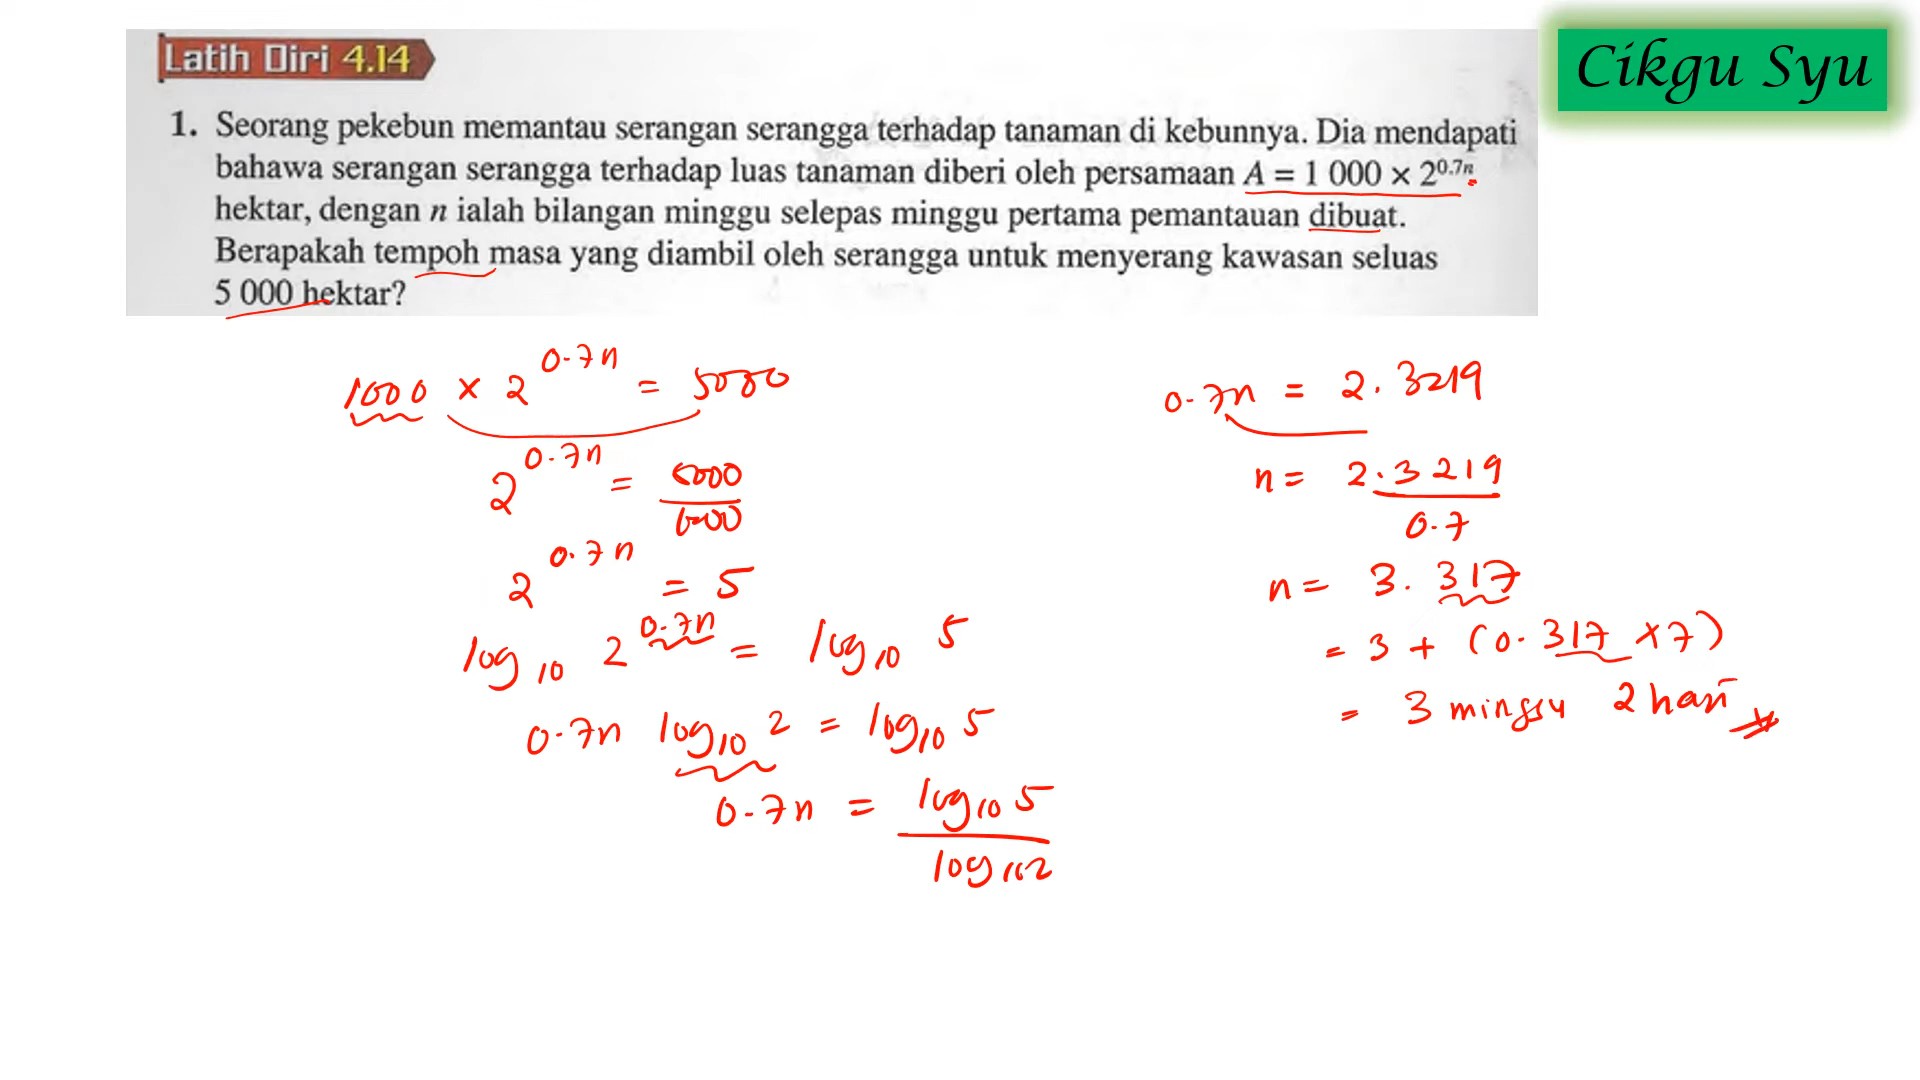 Latih Diri 4.14
Cikgu Syu
1. Seorang pekebun memantau serangan serangga terhadap tanaman di kebunnya. Dia mendapati
bahawa serangan serangga terhadap luas tanaman diberi oleh persamaan A = 1 000 × 2^0.7n
hektar, dengan n ialah bilangan minggu selepas minggu pertama pemantauan dibuat.
Berapakah tempoh masa yang diambil oleh serangga untuk menyerang kawasan seluas
5 000 hektar?
1000 × 2^0.7n = 5000
2^0.7n = 5000/1000
2^0.7n = 5
log10 2^0.7n = log10 5
0.7n log10 2 = log10 5
0.7n = log10 5 / log10 2
0.7n = 2.3219
n = 2.3219/0.7
n = 3.317
= 3 + (0.317 × 7)
= 3 minggu 2 hari